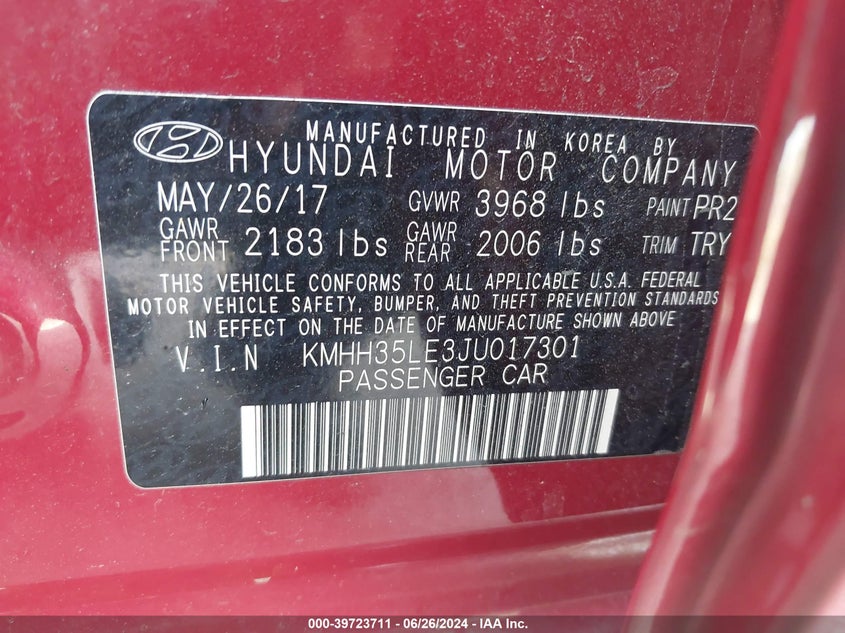 MANUFACTURED IN KOREA BY
HYUNDAI MOTOR COMPANY
MAY/26/17 GVWR 3968 lbs PAINT PR2
GAWR FRONT 2183 lbs GAWR REAR 2006 lbs TRIM TRY
THIS VEHICLE CONFORMS TO ALL APPLICABLE U.S.A. FEDERAL
MOTOR VEHICLE SAFETY, BUMPER, AND THEFT PREVENTION STANDARDS
IN EFFECT ON THE DATE OF MANUFACTURE SHOWN ABOVE
V.I.N KMHH35LE3JU017301
PASSENGER CAR
000-39723711 - 06/26/2024 - IAA Inc.